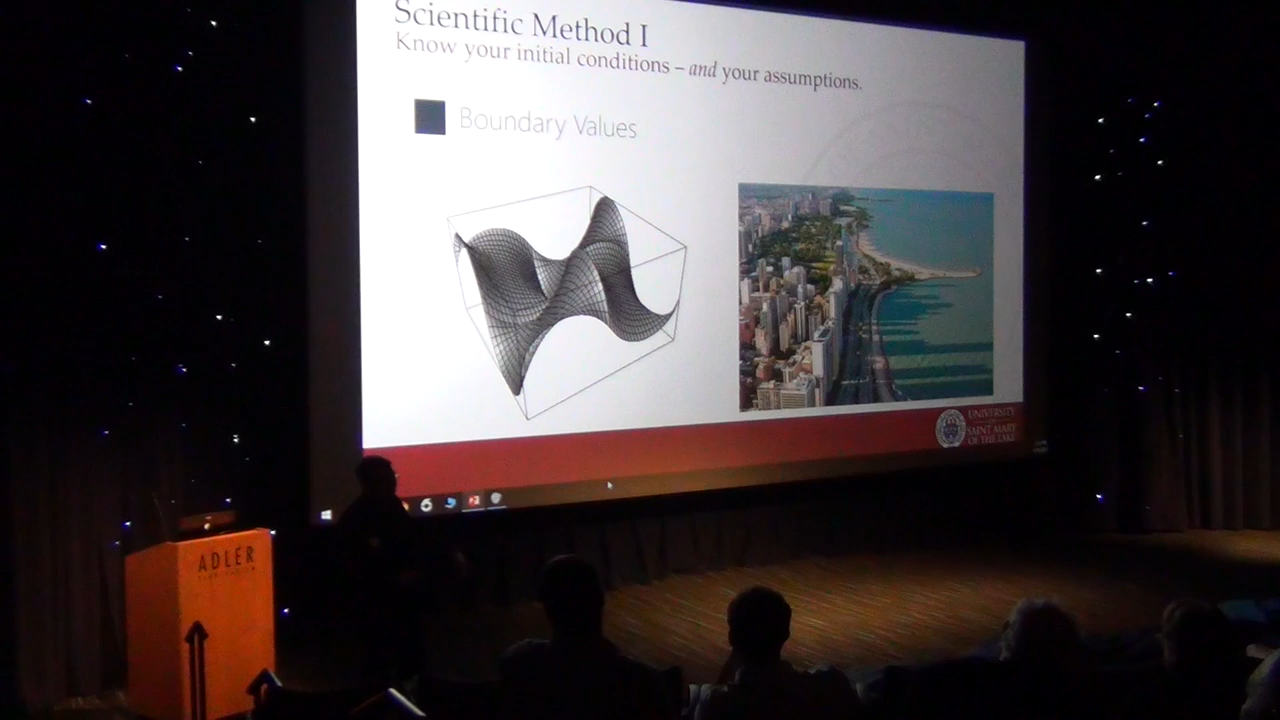 Scientific Method I
Know your initial conditions – and your assumptions.
Boundary Values
UNIVERSITY
SAINT MARY
OF THE LAKE
ADLER